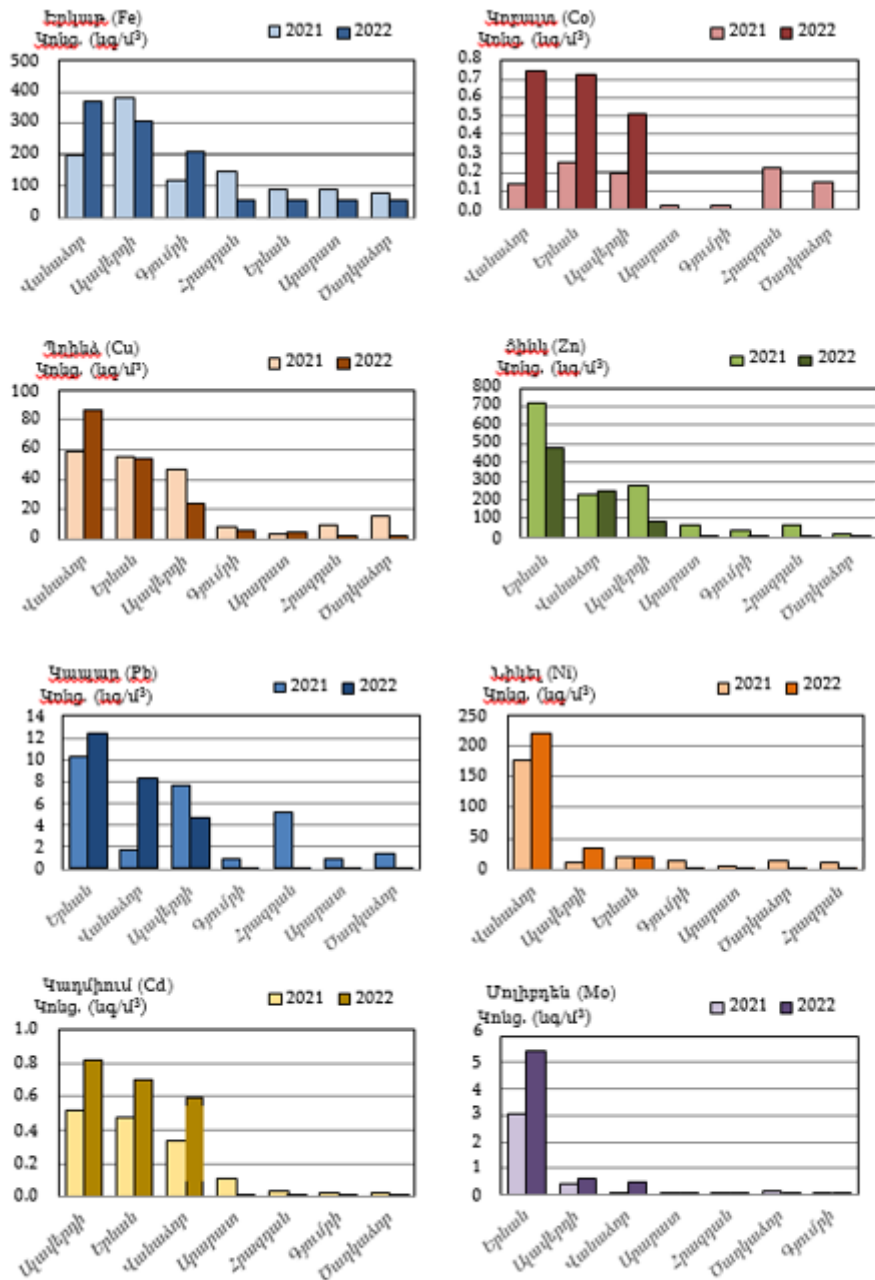 Երկաթ (Fe)
Կոնց. (նգ/մ³)
2021 2022
500
400
300
200
100
0
Վանաձոր Ալավերդի Գյումրի Հրազդան Երևան Արարատ Ծաղկաձոր
Կոբալտ (Co)
Կոնց. (նգ/մ³)
2021 2022
0.8
0.7
0.6
0.5
0.4
0.3
0.2
0.1
0.0
Վանաձոր Երևան Ալավերդի Արարատ Գյումրի Հրազդան Ծաղկաձոր
Պղինձ (Cu)
Կոնց. (նգ/մ³)
2021 2022
100
80
60
40
20
0
Վանաձոր Երևան Ալավերդի Գյումրի Արարատ Հրազդան Ծաղկաձոր
Ցինկ (Zn)
Կոնց. (նգ/մ³)
2021 2022
800
700
600
500
400
300
200
100
0
Երևան Վանաձոր Ալավերդի Արարատ Գյումրի Հրազդան Ծաղկաձոր
Կապար (Pb)
Կոնց. (նգ/մ³)
2021 2022
14
12
10
8
6
4
2
0
Երևան Վանաձոր Ալավերդի Գյումրի Հրազդան Արարատ Ծաղկաձոր
Նիկել (Ni)
Կոնց. (նգ/մ³)
2021 2022
250
200
150
100
50
0
Վանաձոր Ալավերդի Երևան Գյումրի Արարատ Ծաղկաձոր Հրազդան
Կադմիում (Cd)
Կոնց. (նգ/մ³)
2021 2022
1.0
0.8
0.6
0.4
0.2
0.0
Ալավերդի Երևան Վանաձոր Արարատ Հրազդան Գյումրի Ծաղկաձոր
Մոլիբդեն (Mo)
Կոնց. (նգ/մ³)
2021 2022
6
5
4
3
2
1
0
Երևան Ալավերդի Վանաձոր Արարատ Հրազդան Ծաղկաձոր Գյումրի